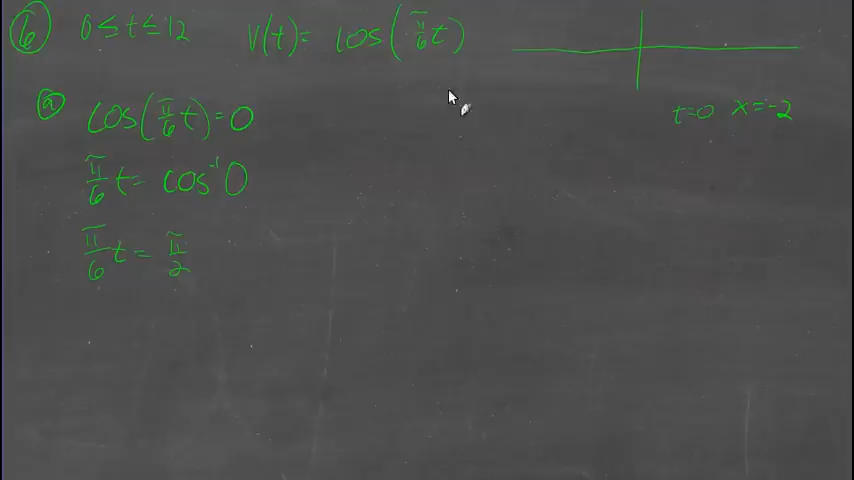 ⑥ 0 ≤ t ≤ 12 v(t) = cos(π/6 t)
t=0 x=-2
ⓐ cos(π/6 t) = 0
π/6 t = cos⁻¹ 0
π/6 t = π/2